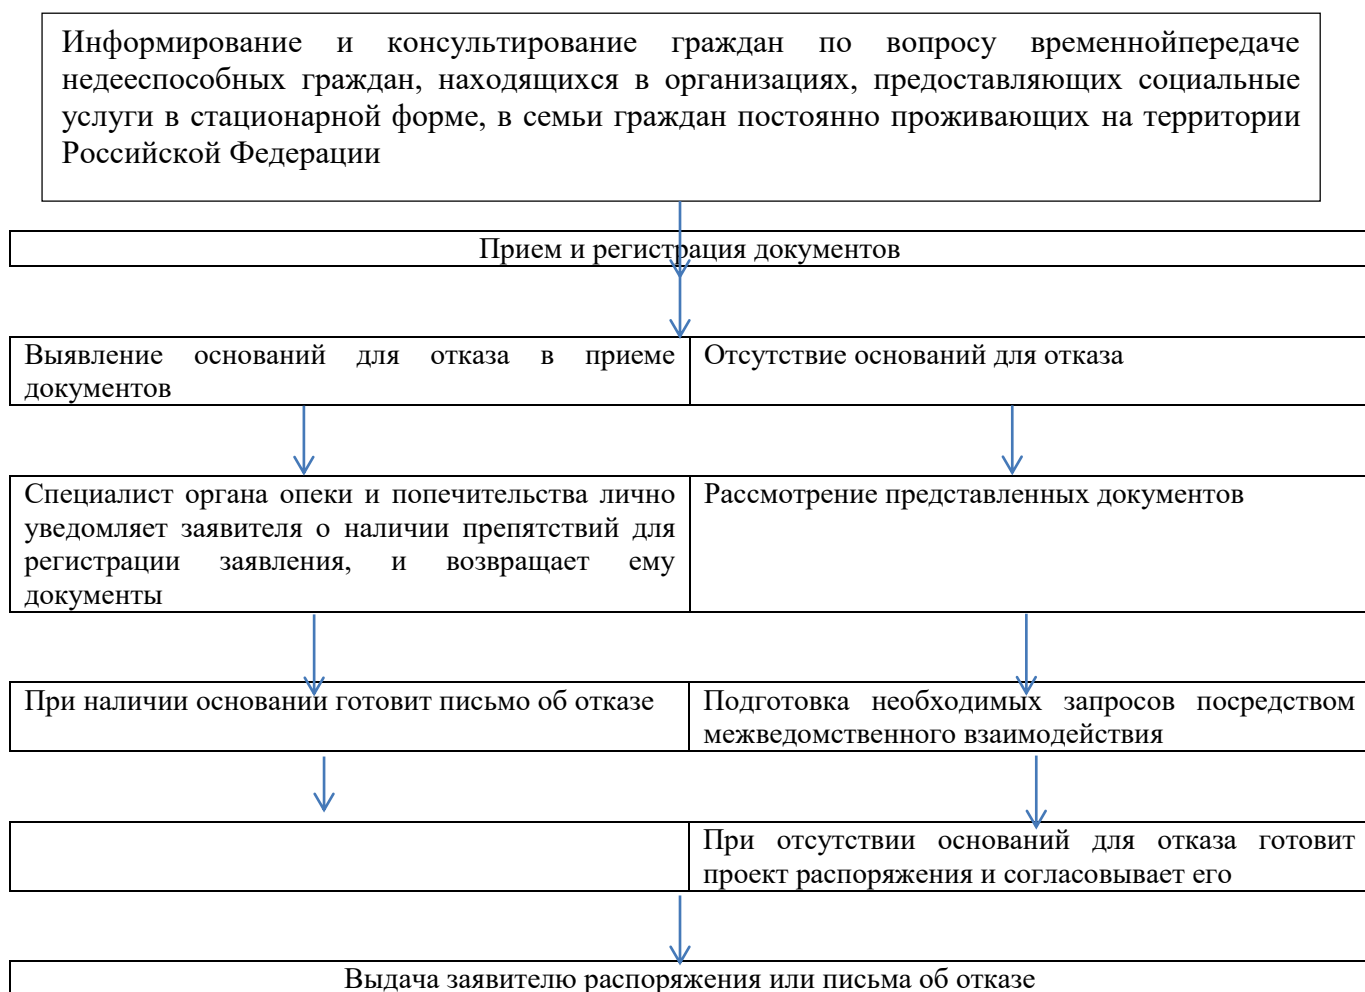 Информирование и консультирование граждан по вопросу временнойпередаче
недееспособных граждан, находящихся в организациях, предоставляющих социальные
услуги в стационарной форме, в семьи граждан постоянно проживающих на территории
Российской Федерации
Прием и регистрация документов
Выявление оснований для отказа в приеме
документов
Отсутствие оснований для отказа
Специалист органа опеки и попечительства лично
уведомляет заявителя о наличии препятствий для
регистрации заявления, и возвращает ему
документы
Рассмотрение представленных документов
При наличии оснований готовит письмо об отказе
Подготовка необходимых запросов посредством
межведомственного взаимодействия
При отсутствии оснований для отказа готовит
проект распоряжения и согласовывает его
Выдача заявителю распоряжения или письма об отказе